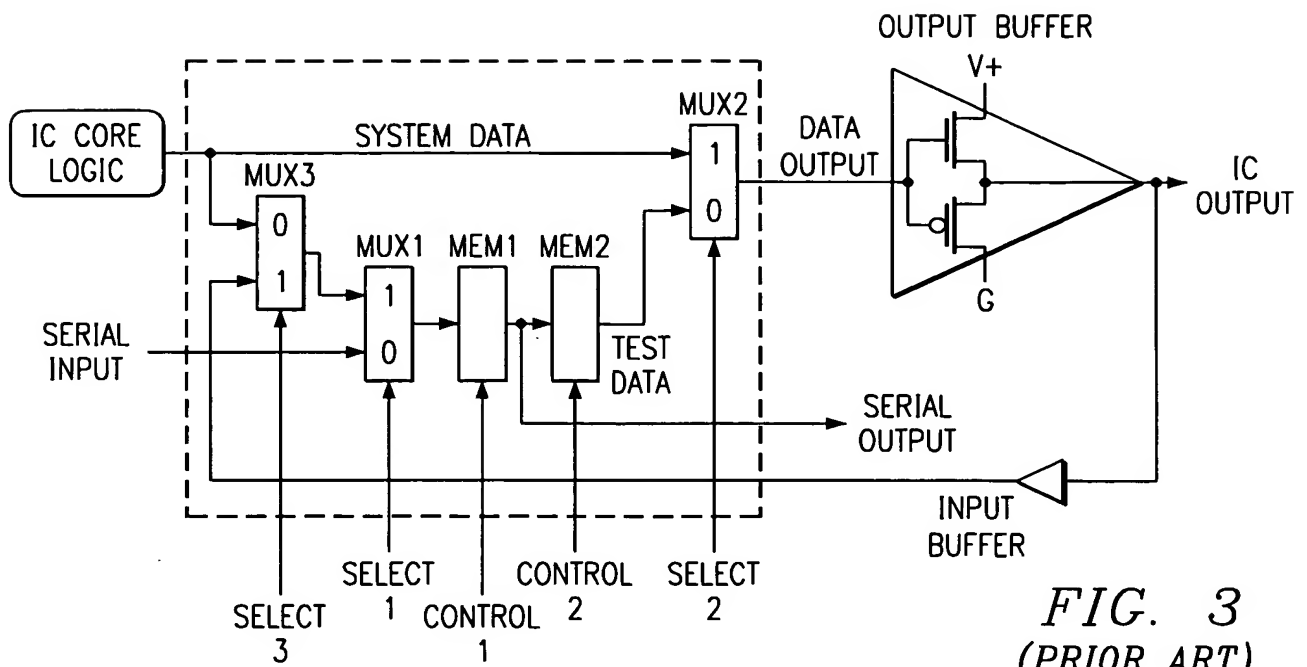 OUTPUT BUFFER
V+
MUX2
IC CORE
LOGIC
SYSTEM DATA
1
0
DATA
OUTPUT
IC
OUTPUT
MUX3
0
1
MUX1
1
0
MEM1
MEM2
G
SERIAL
INPUT
TEST
DATA
SERIAL
OUTPUT
INPUT
BUFFER
SELECT
3
SELECT
1
CONTROL
1
CONTROL
2
SELECT
2
FIG. 3
(PRIOR ART)